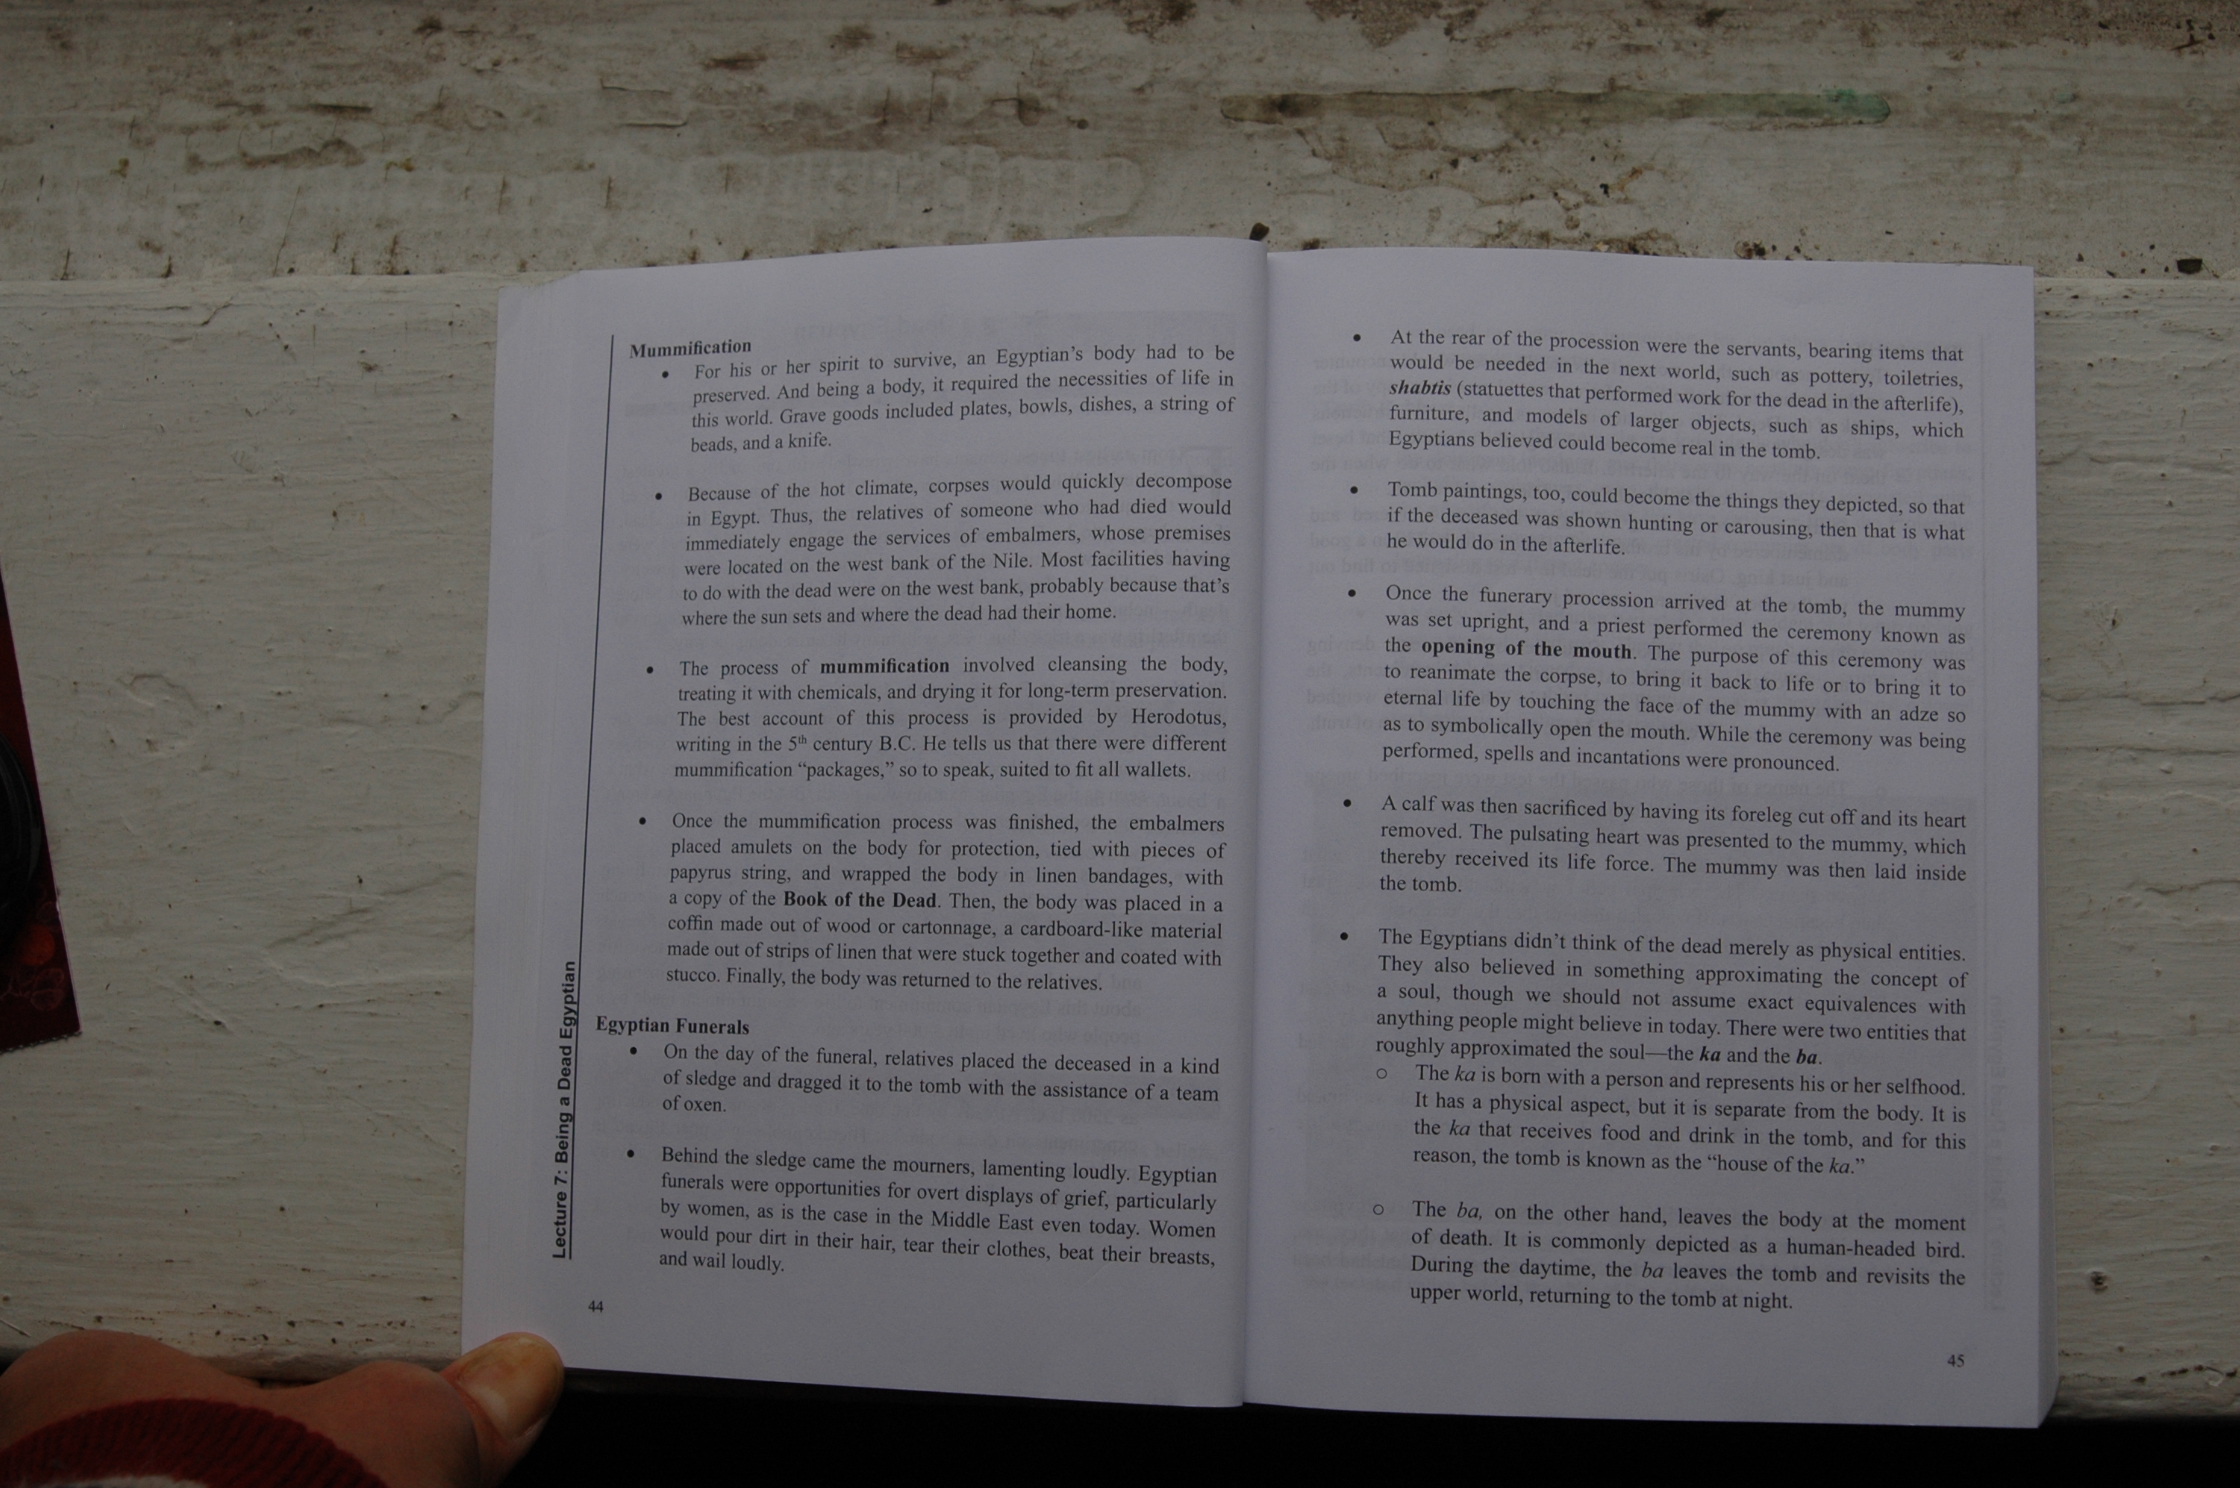 Mummification
• For his or her spirit to survive, an Egyptian's body had to be
preserved. And being a body, it required the necessities of life in
this world. Grave goods included plates, bowls, dishes, a string of
beads, and a knife.
• Because of the hot climate, corpses would quickly decompose
in Egypt. Thus, the relatives of someone who had died would
immediately engage the services of embalmers, whose premises
were located on the west bank of the Nile. Most facilities having
to do with the dead were on the west bank, probably because that's
where the sun sets and where the dead had their home.
• The process of mummification involved cleansing the body,
treating it with chemicals, and drying it for long-term preservation.
The best account of this process is provided by Herodotus,
writing in the 5th century B.C. He tells us that there were different
mummification “packages,” so to speak, suited to fit all wallets.
• Once the mummification process was finished, the embalmers
placed amulets on the body for protection, tied with pieces of
papyrus string, and wrapped the body in linen bandages, with
a copy of the Book of the Dead. Then, the body was placed in a
coffin made out of wood or cartonnage, a cardboard-like material
made out of strips of linen that were stuck together and coated with
stucco. Finally, the body was returned to the relatives.
Egyptian Funerals
• On the day of the funeral, relatives placed the deceased in a kind
of sledge and dragged it to the tomb with the assistance of a team
of oxen.
• Behind the sledge came the mourners, lamenting loudly. Egyptian
funerals were opportunities for overt displays of grief, particularly
by women, as is the case in the Middle East even today. Women
would pour dirt in their hair, tear their clothes, beat their breasts,
and wail loudly.
Lecture 7: Being a Dead Egyptian
44
• At the rear of the procession were the servants, bearing items that
would be needed in the next world, such as pottery, toiletries,
shabtis (statuettes that performed work for the dead in the afterlife),
furniture, and models of larger objects, such as ships, which
Egyptians believed could become real in the tomb.
• Tomb paintings, too, could become the things they depicted, so that
if the deceased was shown hunting or carousing, then that is what
he would do in the afterlife.
• Once the funerary procession arrived at the tomb, the mummy
was set upright, and a priest performed the ceremony known as
the opening of the mouth. The purpose of this ceremony was
to reanimate the corpse, to bring it back to life or to bring it to
eternal life by touching the face of the mummy with an adze so
as to symbolically open the mouth. While the ceremony was being
performed, spells and incantations were pronounced.
• A calf was then sacrificed by having its foreleg cut off and its heart
removed. The pulsating heart was presented to the mummy, which
thereby received its life force. The mummy was then laid inside
the tomb.
• The Egyptians didn't think of the dead merely as physical entities.
They also believed in something approximating the concept of
a soul, though we should not assume exact equivalences with
anything people might believe in today. There were two entities that
roughly approximated the soul—the ka and the ba.
○ The ka is born with a person and represents his or her selfhood.
It has a physical aspect, but it is separate from the body. It is
the ka that receives food and drink in the tomb, and for this
reason, the tomb is known as the “house of the ka.”
○ The ba, on the other hand, leaves the body at the moment
of death. It is commonly depicted as a human-headed bird.
During the daytime, the ba leaves the tomb and revisits the
upper world, returning to the tomb at night.
45